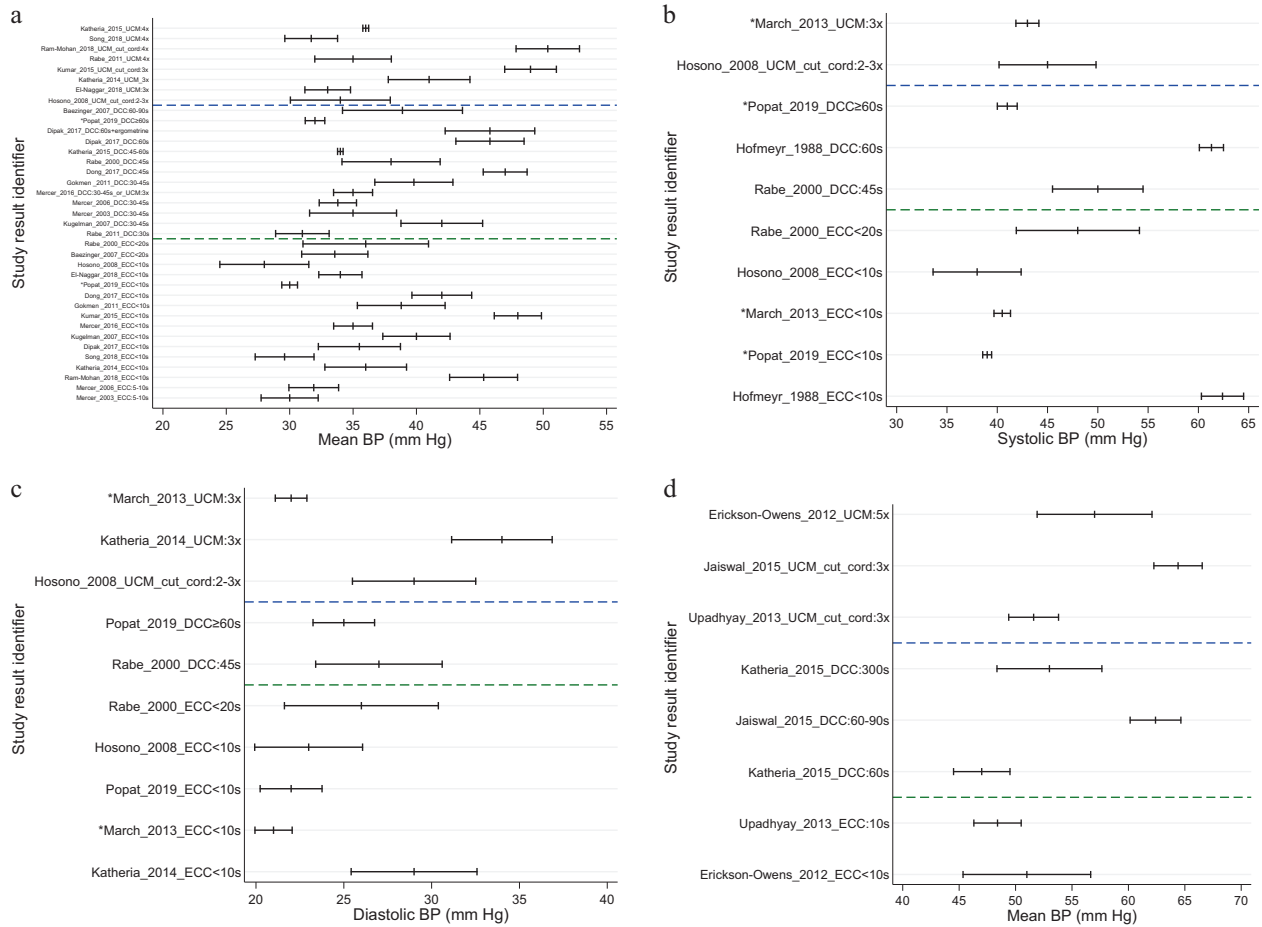 a
Study result identifier
Katheria_2015_UCM:4x
Song_2018_UCM:4x
Ram-Mohan_2018_UCM_cut_cord:4x
Rabe_2011_UCM:4x
Kumar_2015_UCM_cut_cord:3x
Katheria_2014_UCM_3x
El-Naggar_2018_UCM:3x
Hosono_2008_UCM_cut_cord:2-3x
Baezinger_2007_DCC:60-90s
*Popat_2019_DCC≥60s
Dipak_2017_DCC:60s+ergometrine
Dipak_2017_DCC:60s
Katheria_2015_DCC:45-60s
Rabe_2000_DCC:45s
Dong_2017_DCC:45s
Gokmen _2011_DCC:30-45s
Mercer_2016_DCC:30-45s_or_UCM:3x
Mercer_2006_DCC:30-45s
Mercer_2003_DCC:30-45s
Kugelman_2007_DCC:30-45s
Rabe_2011_DCC:30s
Rabe_2000_ECC<20s
Baezinger_2007_ECC<20s
Hosono_2008_ECC<10s
El-Naggar_2018_ECC<10s
*Popat_2019_ECC<10s
Dong_2017_ECC<10s
Gokmen_2011_ECC<10s
Kumar_2015_ECC<10s
Mercer_2016_ECC<10s
Kugelman_2007_ECC<10s
Dipak_2017_ECC<10s
Song_2018_ECC<10s
Katheria_2014_ECC<10s
Ram-Mohan_2018_ECC<10s
Mercer_2006_ECC:5-10s
Mercer_2003_ECC:5-10s
20 25 30 35 40 45 50 55
Mean BP (mm Hg)
b
Study result identifier
*March_2013_UCM:3x
Hosono_2008_UCM_cut_cord:2-3x
*Popat_2019_DCC≥60s
Hofmeyr_1988_DCC:60s
Rabe_2000_DCC:45s
Rabe_2000_ECC<20s
Hosono_2008_ECC<10s
*March_2013_ECC<10s
*Popat_2019_ECC<10s
Hofmeyr_1988_ECC<10s
30 35 40 45 50 55 60 65
Systolic BP (mm Hg)
c
Study result identifier
*March_2013_UCM:3x
Katheria_2014_UCM:3x
Hosono_2008_UCM_cut_cord:2-3x
Popat_2019_DCC≥60s
Rabe_2000_DCC:45s
Rabe_2000_ECC<20s
Hosono_2008_ECC<10s
Popat_2019_ECC<10s
*March_2013_ECC<10s
Katheria_2014_ECC<10s
20 25 30 35 40
Diastolic BP (mm Hg)
d
Study result identifier
Erickson-Owens_2012_UCM:5x
Jaiswal_2015_UCM_cut_cord:3x
Upadhyay_2013_UCM_cut_cord:3x
Katheria_2015_DCC:300s
Jaiswal_2015_DCC:60-90s
Katheria_2015_DCC:60s
Upadhyay_2013_ECC:10s
Erickson-Owens_2012_ECC<10s
40 45 50 55 60 65 70
Mean BP (mm Hg)